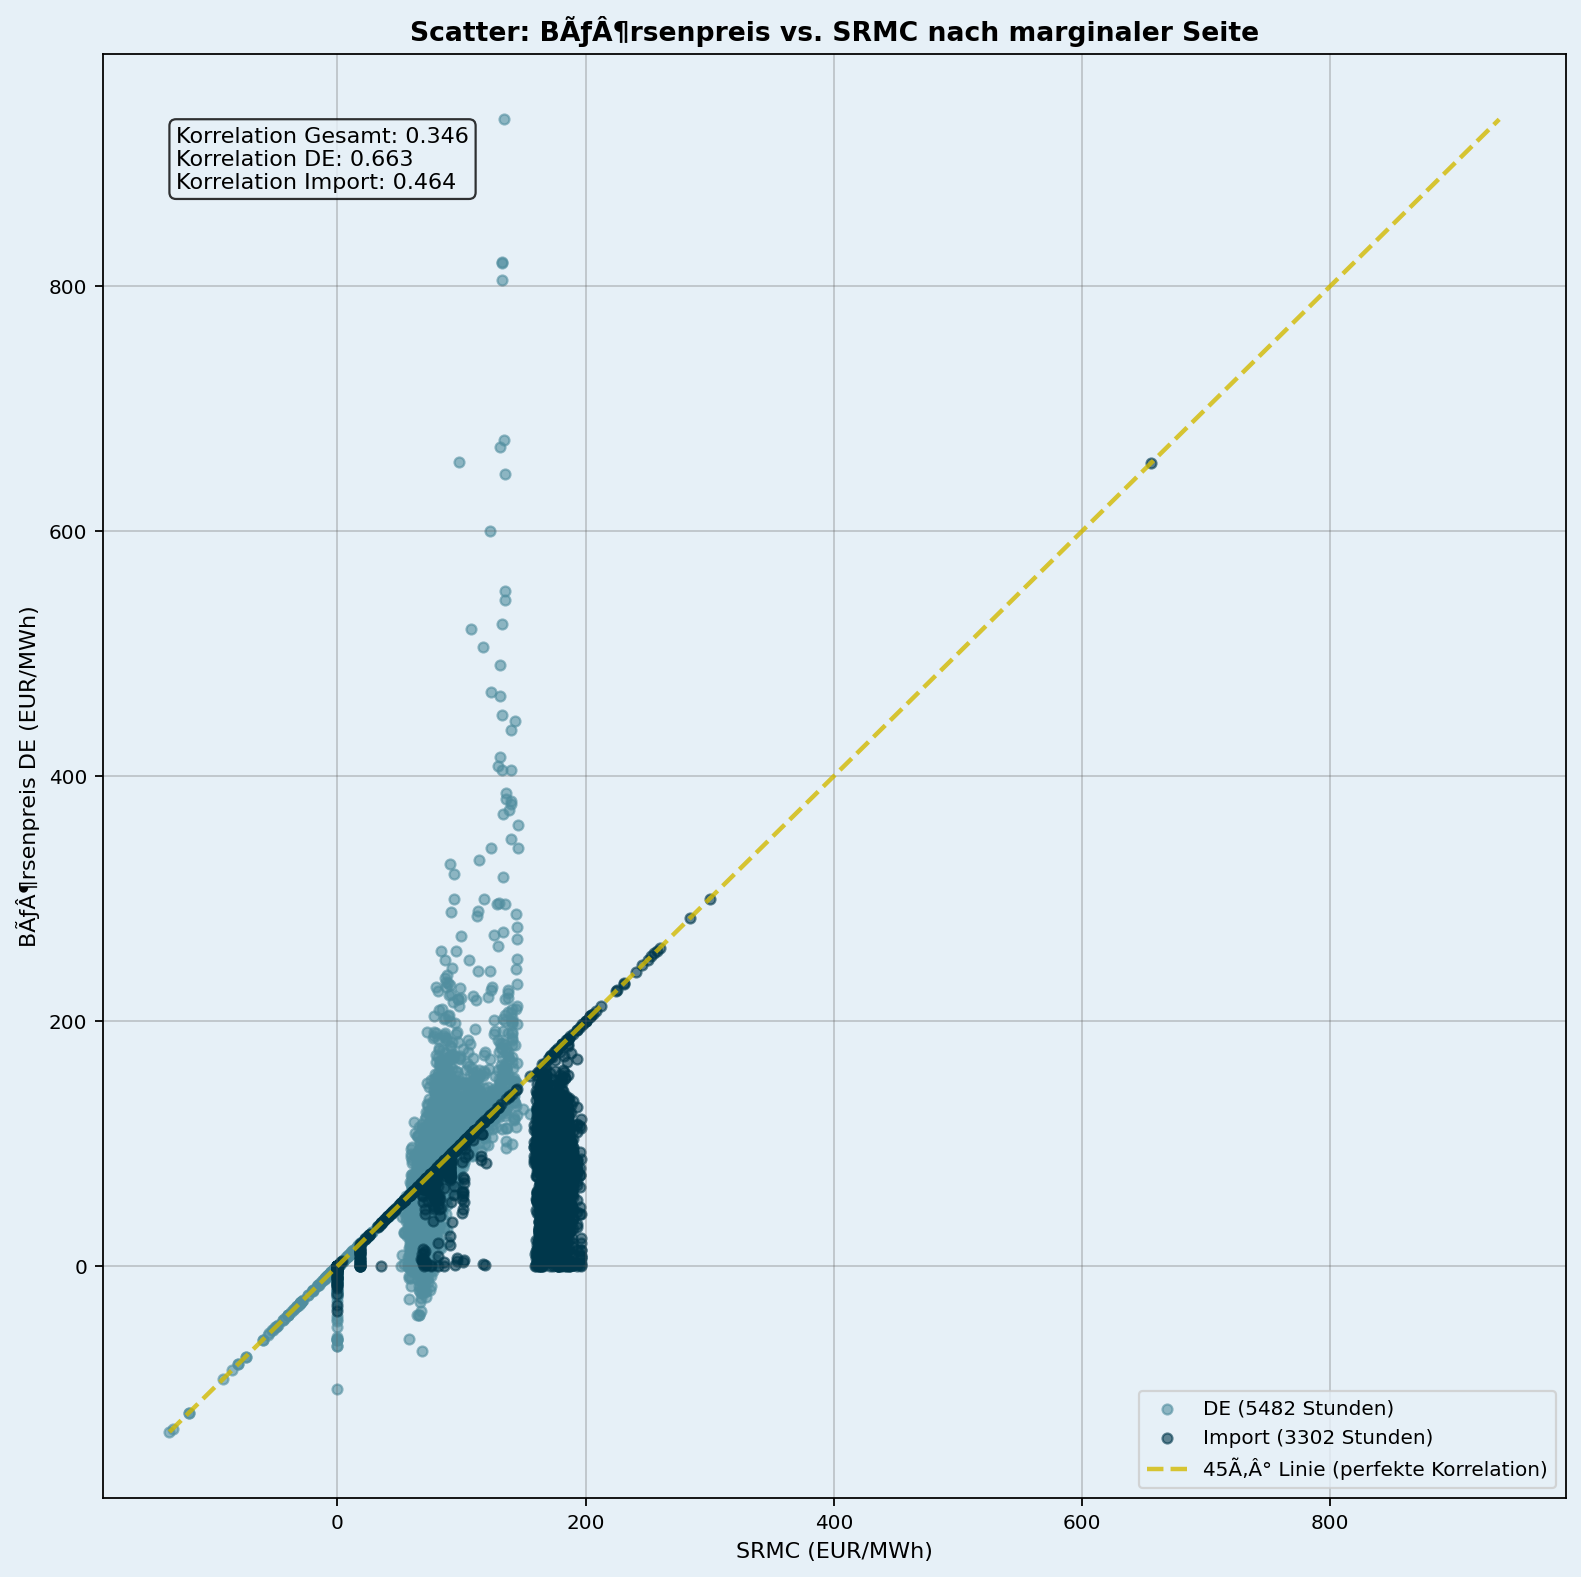 Scatter: BÃƒÂ¶rsenpreis vs. SRMC nach marginaler Seite
Korrelation Gesamt: 0.346
Korrelation DE: 0.663
Korrelation Import: 0.464
BÃƒÂ¶rsenpreis DE (EUR/MWh)
800
600
400
200
0
DE (5482 Stunden)
Import (3302 Stunden)
45Ã‚Â° Linie (perfekte Korrelation)
0
200
400
600
800
SRMC (EUR/MWh)